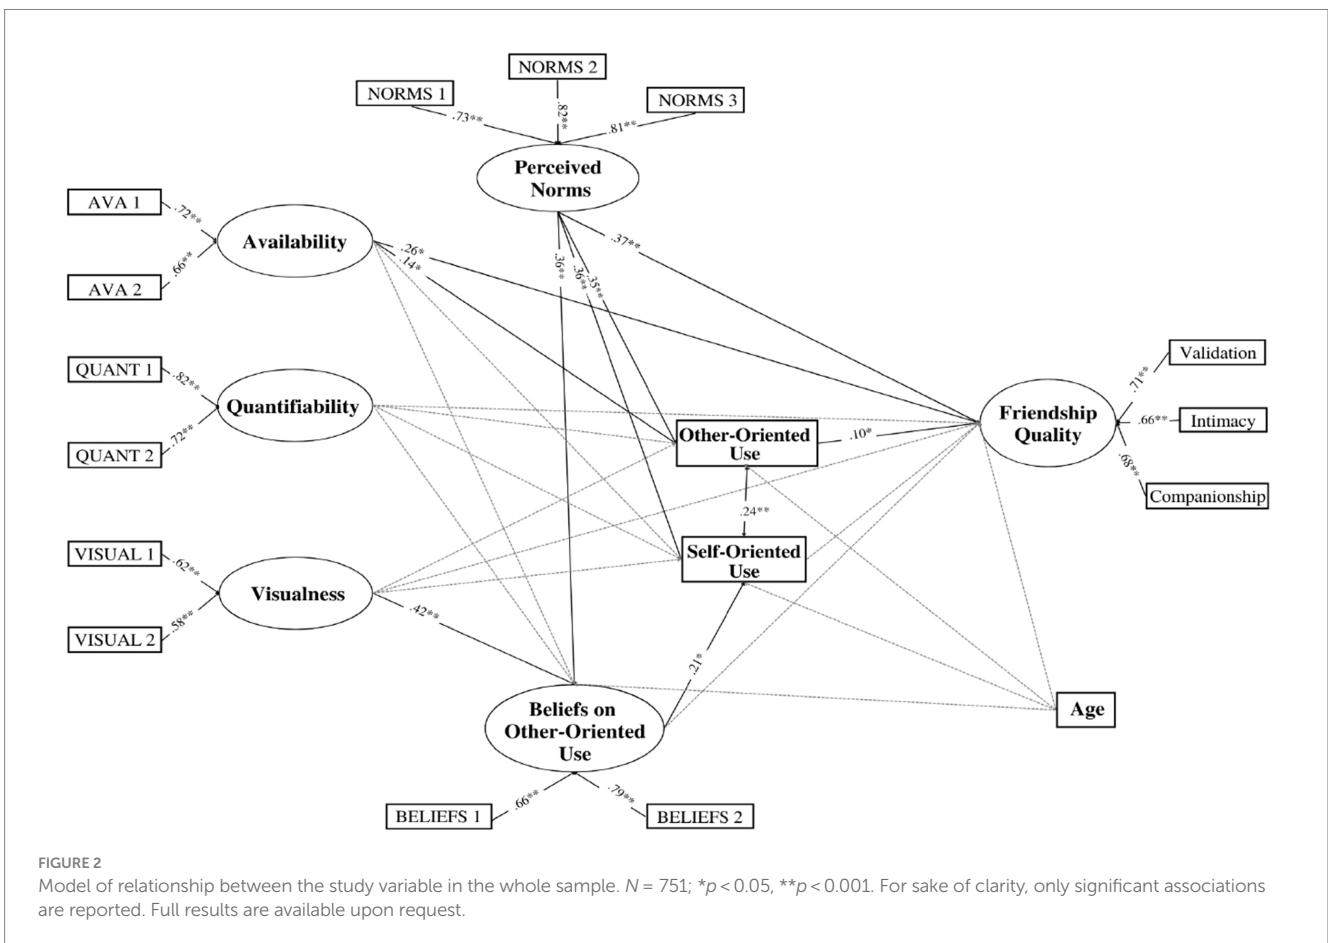 NORMS 2
NORMS 1
NORMS 3
.73**
.82**
.81**
Perceived
Norms
AVA 1
.72**
Availability
.66**
AVA 2
.26*
.14*
.36**
.36**
.35**
.37**
QUANT 1
.82**
Quantifiability
.72**
QUANT 2
Validation
.71**
Friendship
Quality
.66**
Intimacy
.68**
Companionship
Other-Oriented
Use
.10*
.24**
Self-Oriented
Use
VISUAL 1
.62**
Visualness
.58**
VISUAL 2
.42**
.21*
Beliefs on
Other-Oriented
Use
Age
.66**
.79**
BELIEFS 1
BELIEFS 2
FIGURE 2
Model of relationship between the study variable in the whole sample. N = 751; *p < 0.05, **p < 0.001. For sake of clarity, only significant associations
are reported. Full results are available upon request.